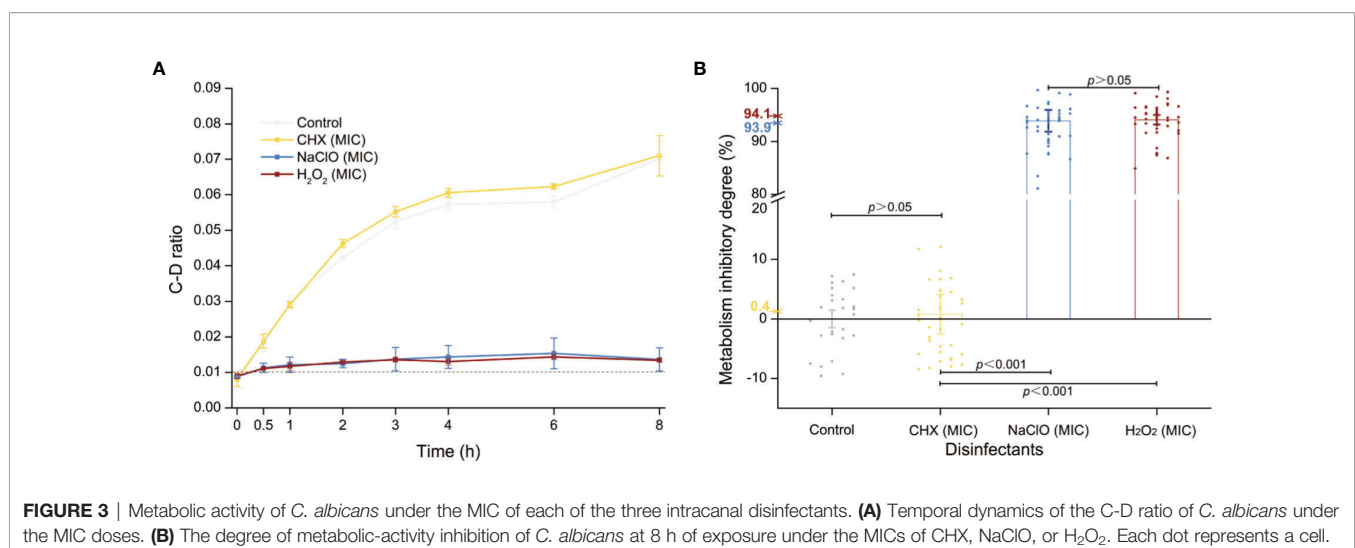 A
0.09
0.08
0.07
0.06
0.05
0.04
0.03
0.02
0.01
0.00
C-D ratio
Control
CHX (MIC)
NaClO (MIC)
H₂O₂ (MIC)
0 0.5 1 2 3 4 6 8
Time (h)
B
100
94.1
93.9
90
80
20
10
0.4
0
-10
Metabolism inhibitory degree (%)
p>0.05
p>0.05
p<0.001
p<0.001
Control CHX (MIC) NaClO (MIC) H₂O₂ (MIC)
Disinfectants
FIGURE 3 | Metabolic activity of C. albicans under the MIC of each of the three intracanal disinfectants. (A) Temporal dynamics of the C-D ratio of C. albicans under
the MIC doses. (B) The degree of metabolic-activity inhibition of C. albicans at 8 h of exposure under the MICs of CHX, NaClO, or H₂O₂. Each dot represents a cell.